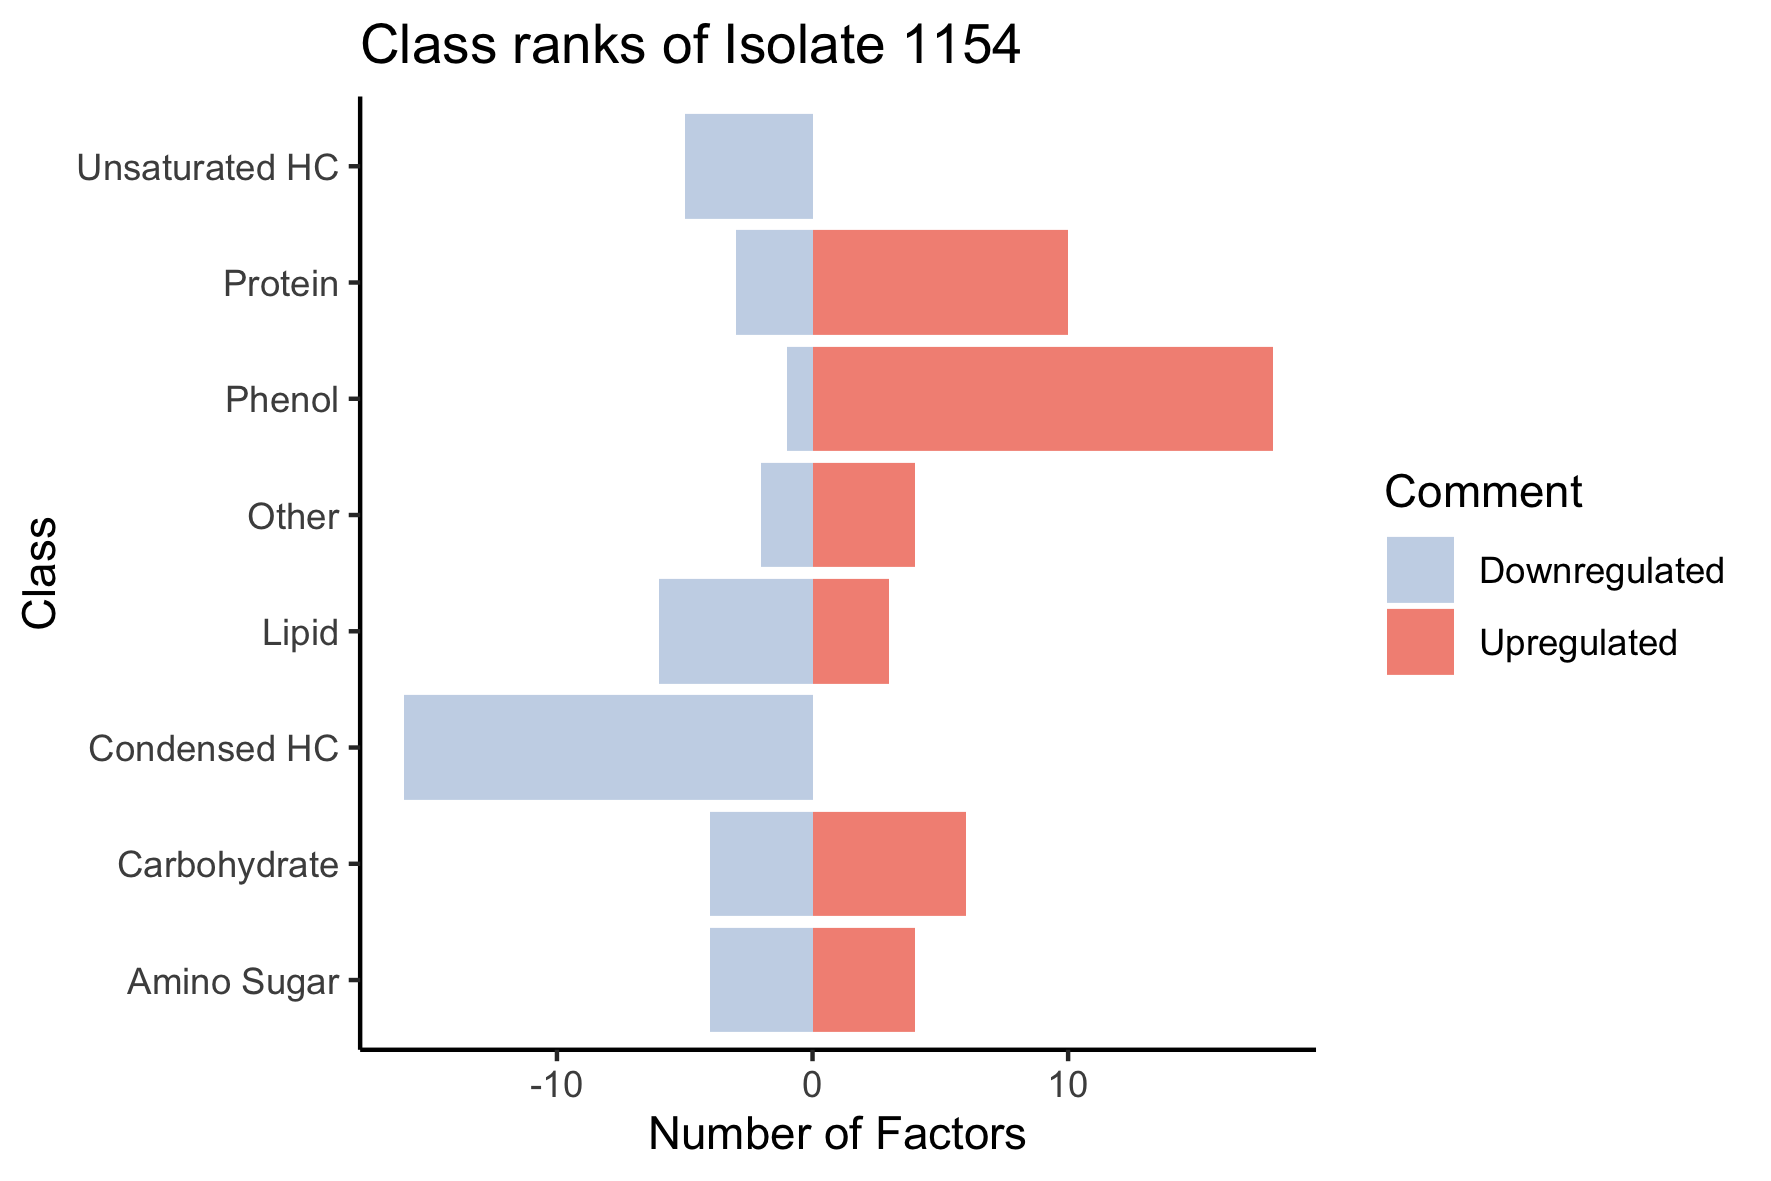 Class ranks of Isolate 1154
Unsaturated HC
Protein
Phenol
Other
Lipid
Condensed HC
Carbohydrate
Amino Sugar
Class
-10 0 10
Number of Factors
Comment
Downregulated
Upregulated